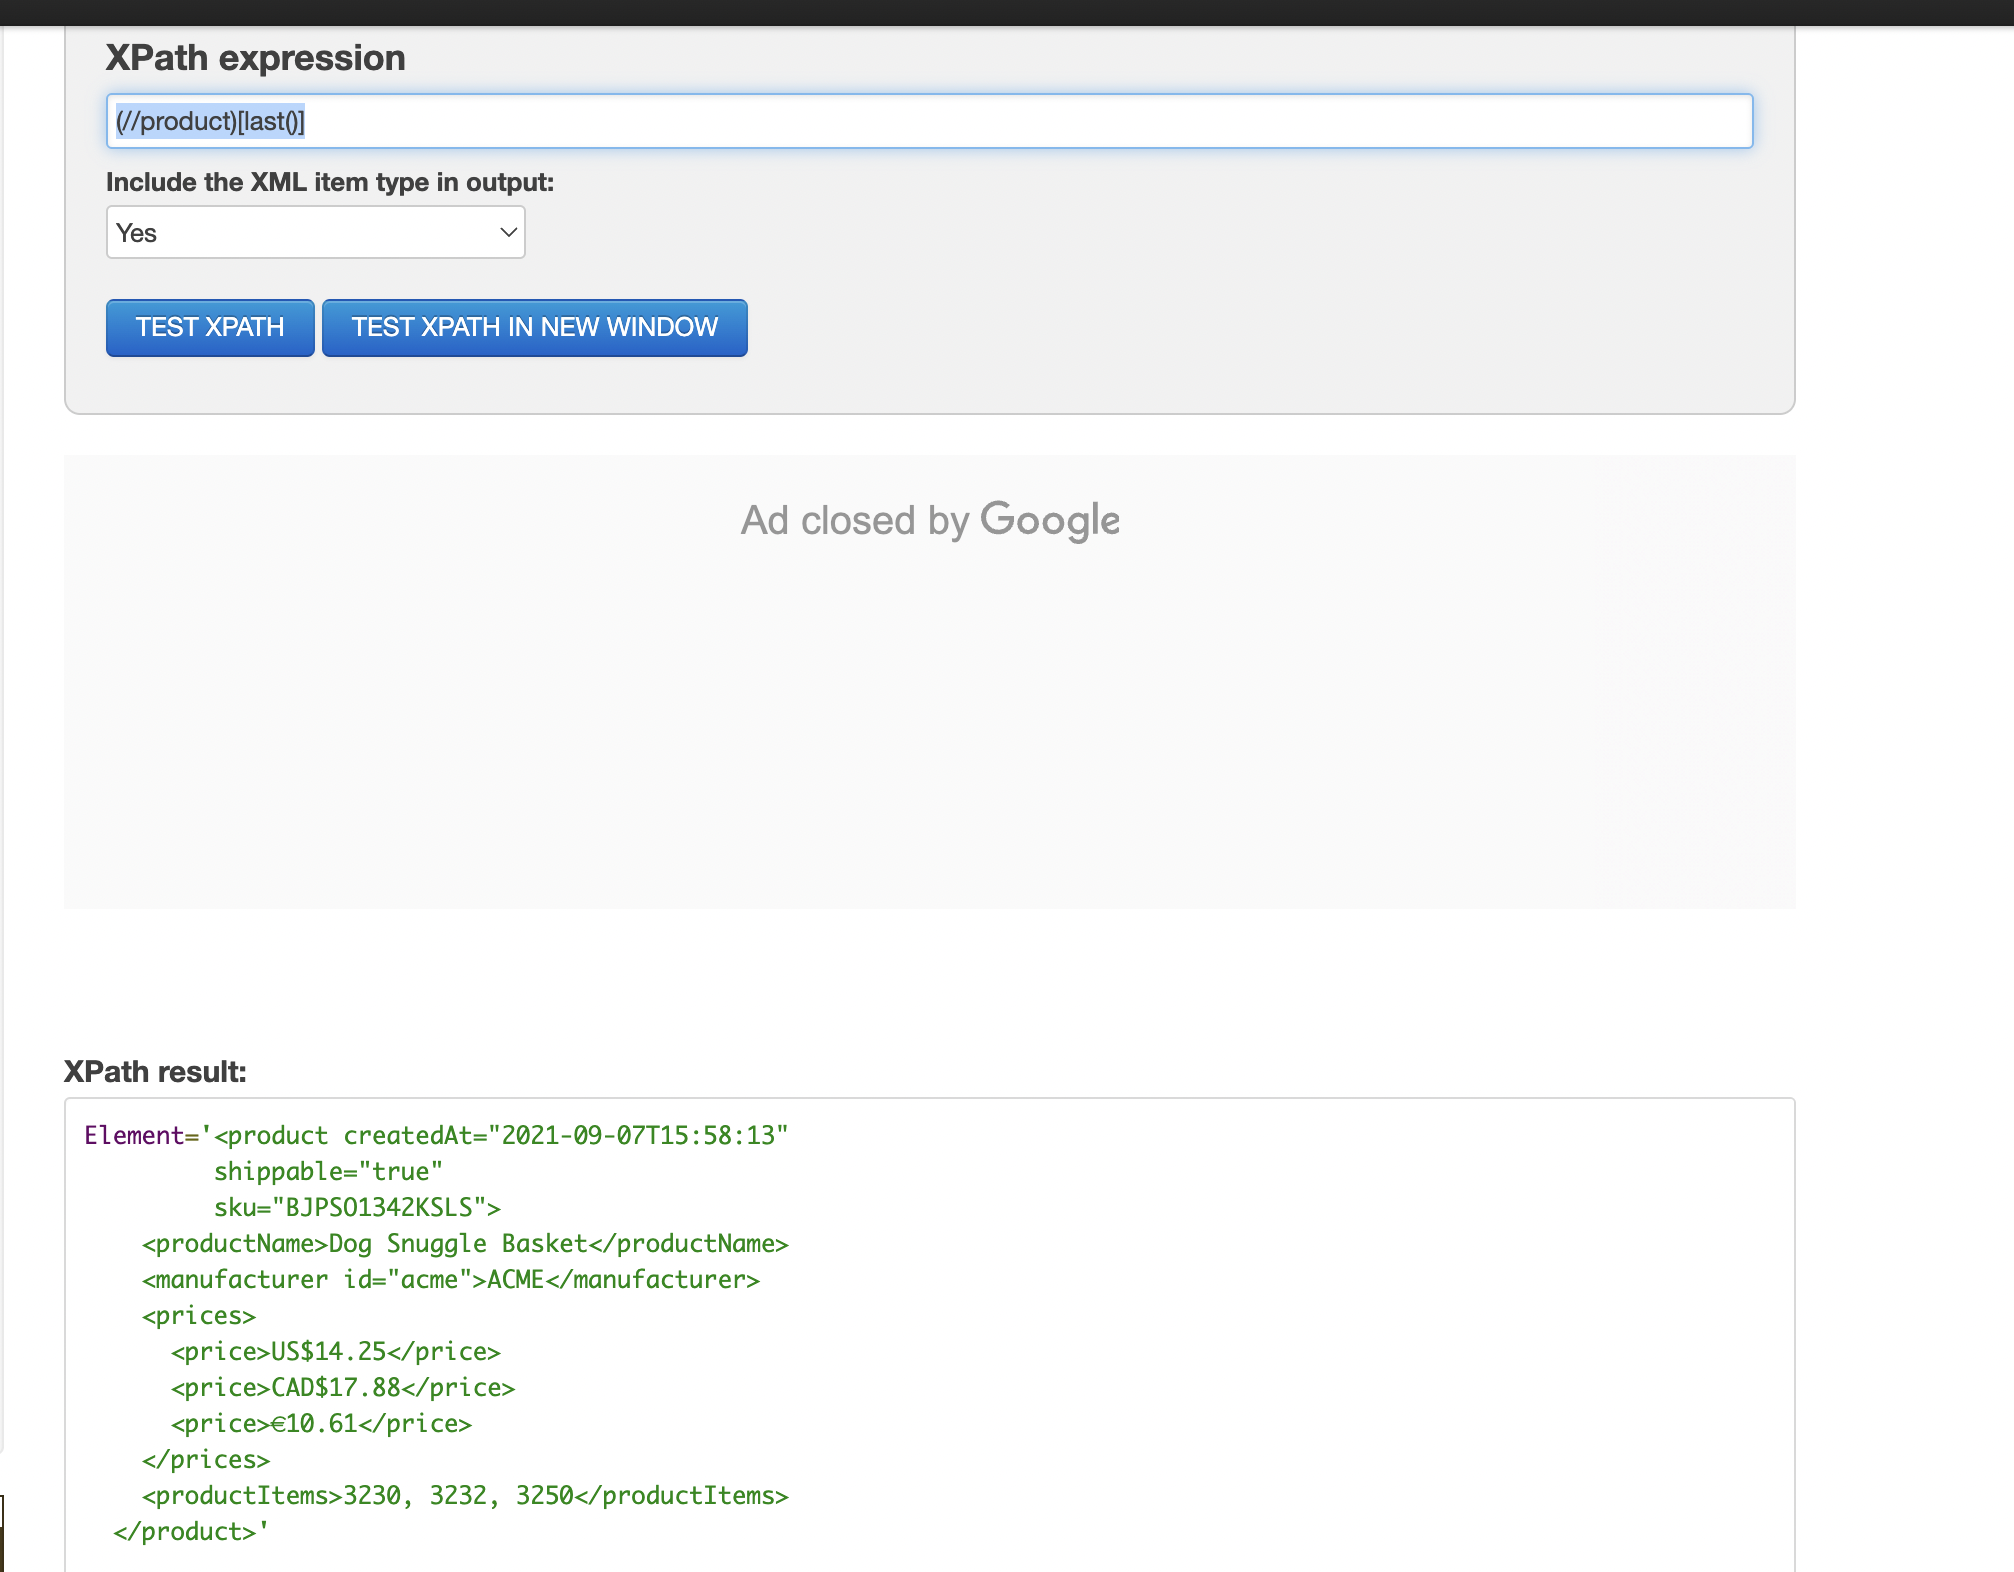 XPath expression
(//product)[last()]
Include the XML item type in output:
Yes
TEST XPATH
TEST XPATH IN NEW WINDOW
Ad closed by Google
XPath result:
Element='<product createdAt="2021-09-07T15:58:13"
shippable="true"
sku="BJPSO1342KSLS">
<productName>Dog Snuggle Basket</productName>
<manufacturer id="acme">ACME</manufacturer>
<prices>
<price>US$14.25</price>
<price>CAD$17.88</price>
<price>€10.61</price>
</prices>
<productItems>3230, 3232, 3250</productItems>
</product>'